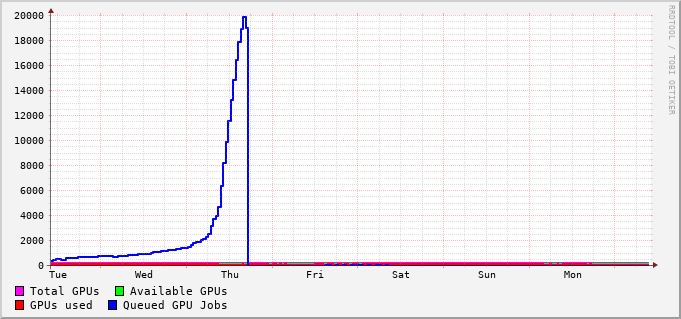 20000
18000
16000
14000
12000
10000
8000
6000
4000
2000
0
Tue Wed Thu Fri Sat Sun Mon
Total GPUs Available GPUs
GPUs used Queued GPU Jobs
RRDTOOL / TOBI OETIKER